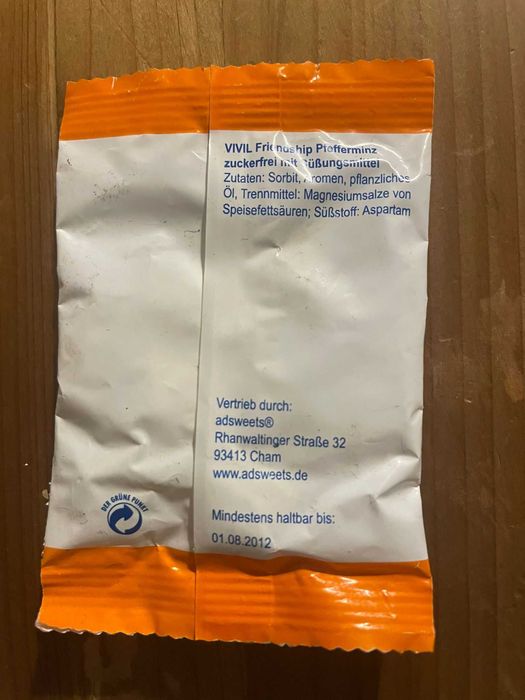 VIVIL Friendship Pfefferminz
zuckerfrei mit Süßungsmittel
Zutaten: Sorbit, Aromen, pflanzliches
Öl, Trennmittel: Magnesiumsalze von
Speisefettsäuren; Süßstoff: Aspartam
Vertrieb durch:
adsweets®
Rhanwaltinger Straße 32
93413 Cham
www.adsweets.de
DER GRÜNE PUNKT
Mindestens haltbar bis:
01.08.2012